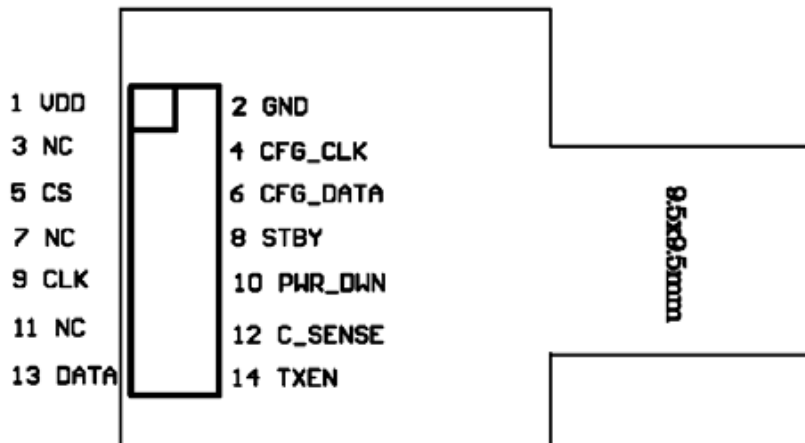 1 VDD 2 GND
3 NC 4 CFG_CLK
5 CS 6 CFG_DATA
7 NC 8 STBY
9 CLK 10 PWR_DWN
11 NC 12 C_SENSE
13 DATA 14 TXEN
9.5x9.5mm